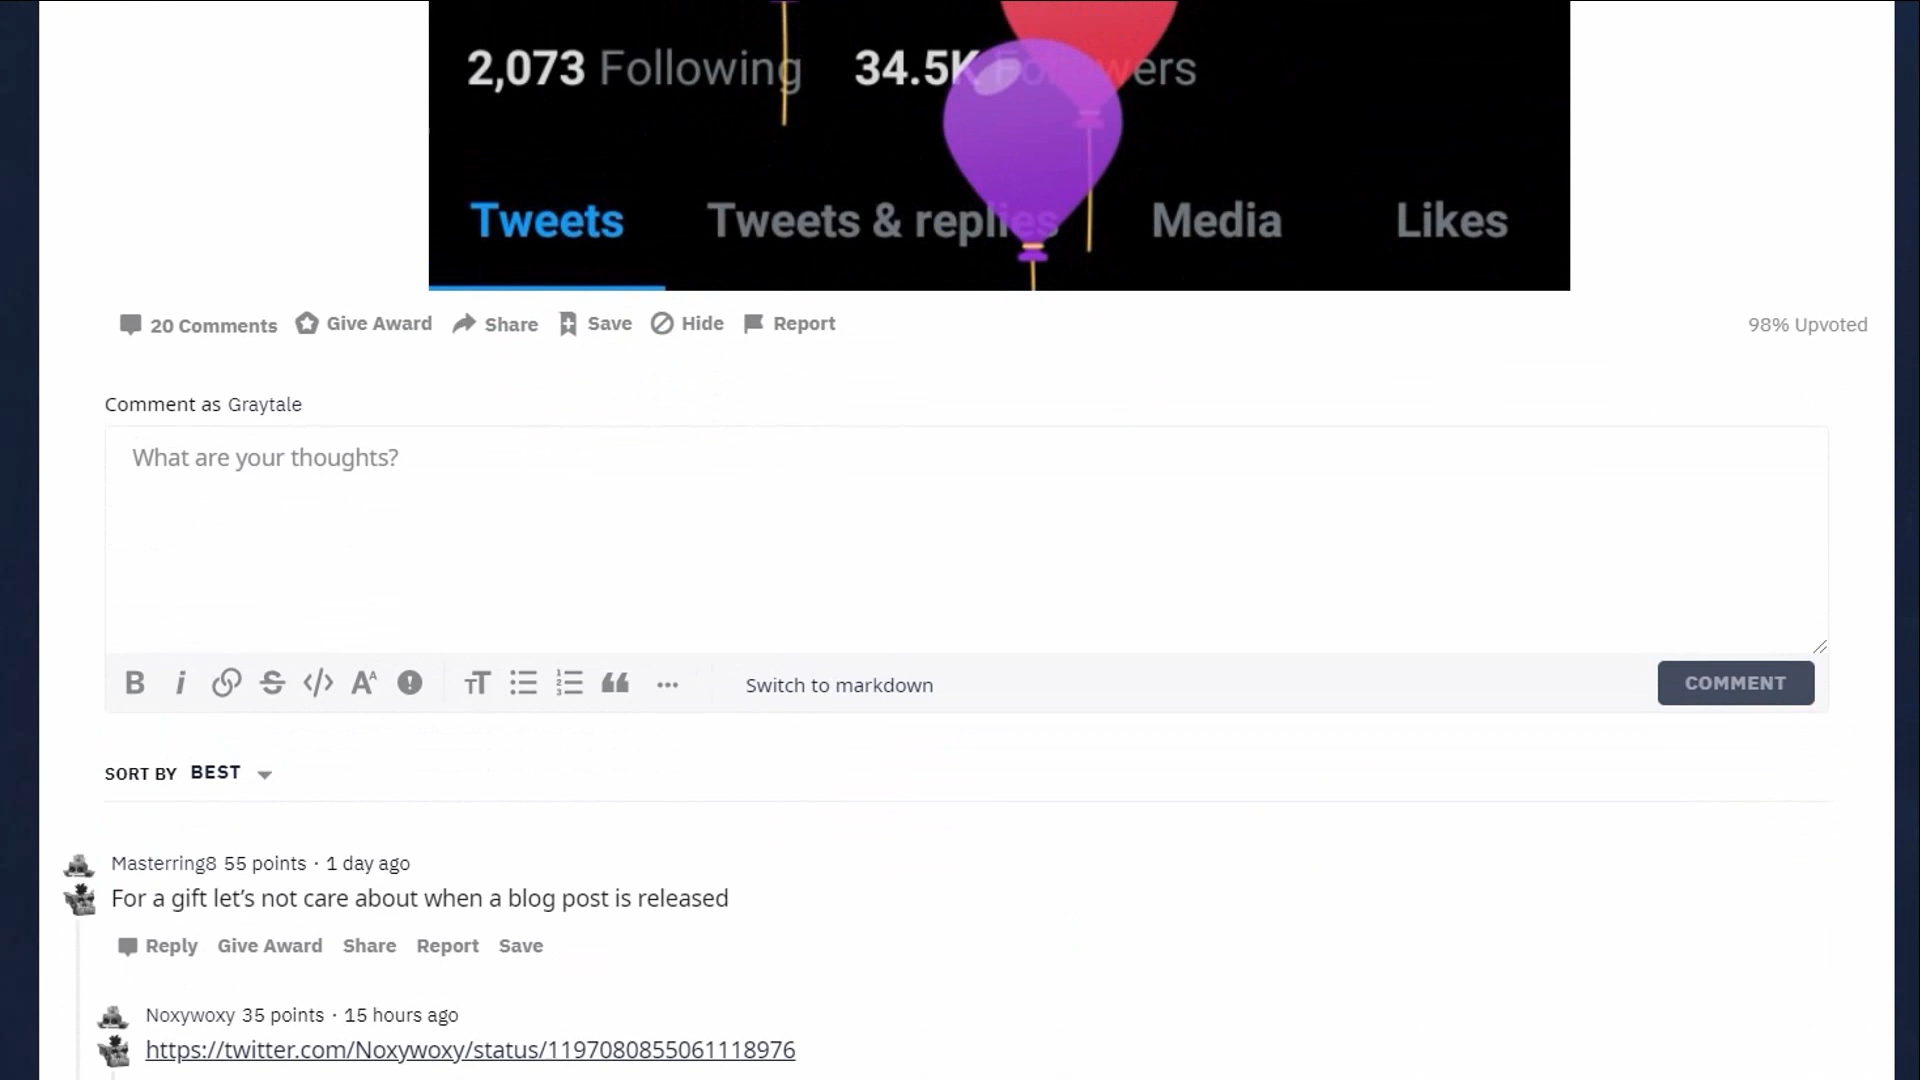 2,073 Following 34.5K Followers
Tweets Tweets & replies Media Likes
20 Comments Give Award Share Save Hide Report 98% Upvoted
Comment as Graytale
What are your thoughts?
B i S </> AA TT ... Switch to markdown COMMENT
SORT BY BEST
Masterring8 55 points · 1 day ago
For a gift let’s not care about when a blog post is released
Reply Give Award Share Report Save
Noxywoxy 35 points · 15 hours ago
https://twitter.com/Noxywoxy/status/1197080855061118976